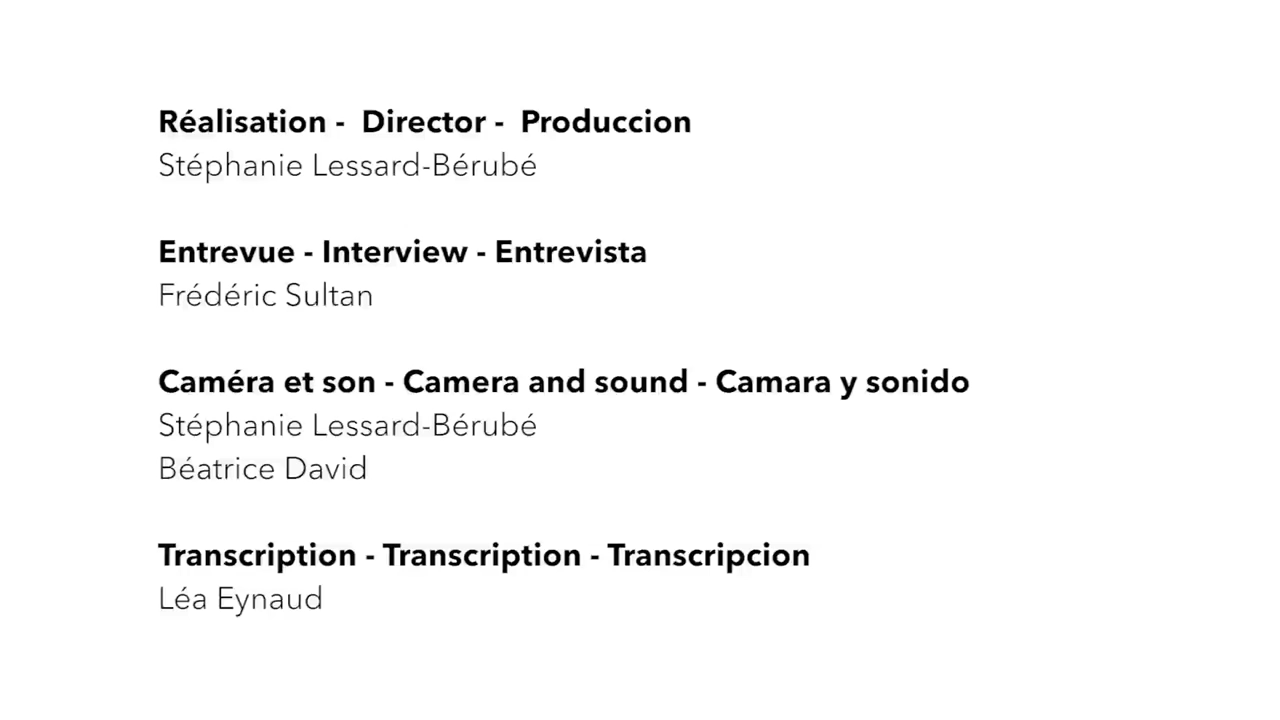 Réalisation - Director - Produccion
Stéphanie Lessard-Bérubé
Entrevue - Interview - Entrevista
Frédéric Sultan
Caméra et son - Camera and sound - Camara y sonido
Stéphanie Lessard-Bérubé
Béatrice David
Transcription - Transcription - Transcripcion
Léa Eynaud